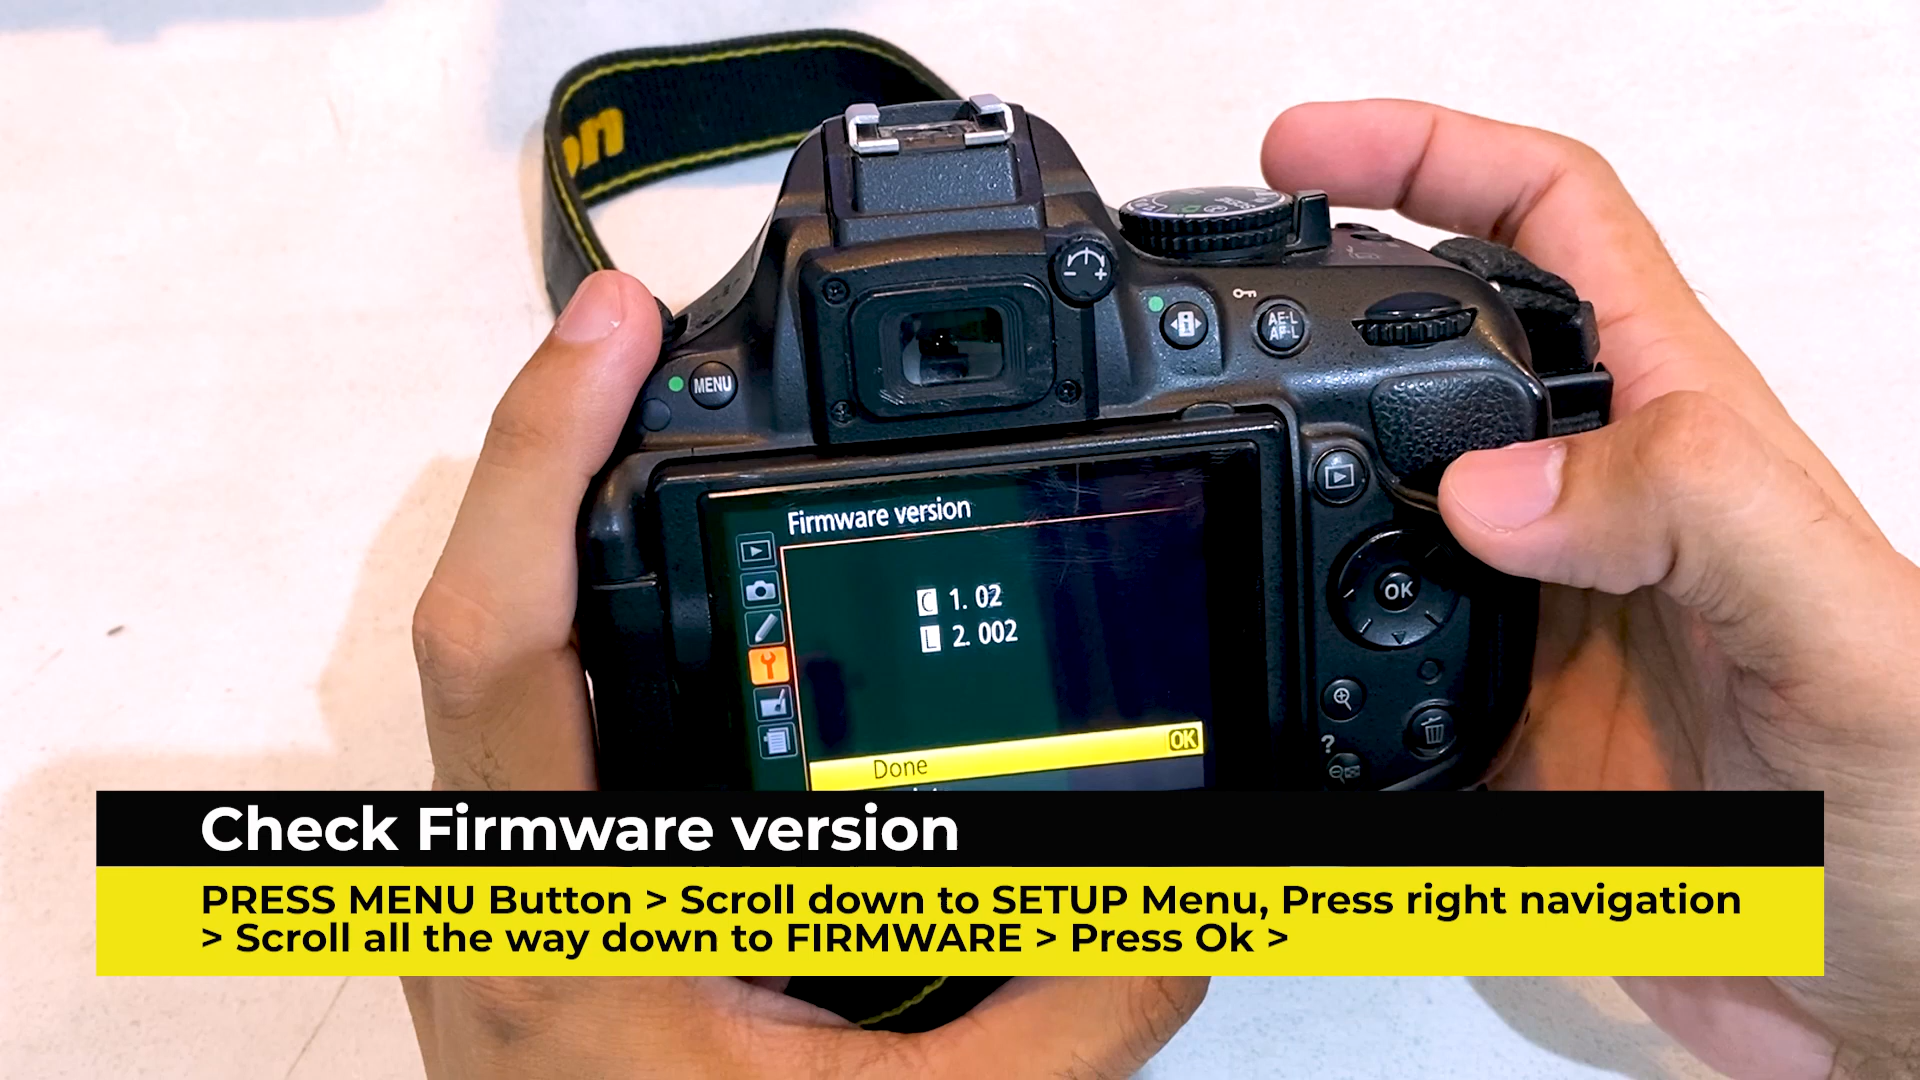 on
MENU
AE-L
AF-L
Firmware version
C 1. 02
L 2. 002
OK
OK
Done
?
Check Firmware version
PRESS MENU Button > Scroll down to SETUP Menu, Press right navigation
> Scroll all the way down to FIRMWARE > Press Ok >